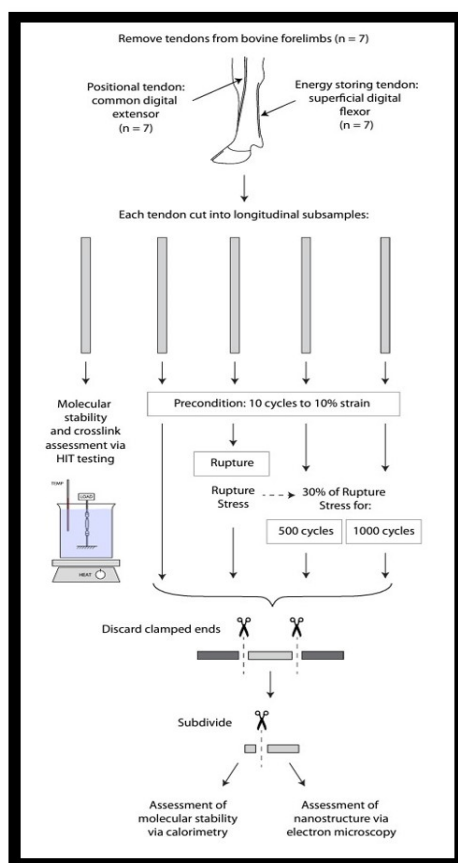 Remove tendons from bovine forelimbs (n = 7)
Positional tendon:
common digital
extensor
(n = 7)
Energy storing tendon:
superficial digital
flexor
(n = 7)
Each tendon cut into longitudinal subsamples:
Molecular
stability
and crosslink
assessment via
HIT testing
TEMP
LOAD
HEAT
Precondition: 10 cycles to 10% strain
Rupture
Rupture
Stress
30% of Rupture
Stress for:
500 cycles
1000 cycles
Discard clamped ends
Subdivide
Assessment of
molecular stability
via calorimetry
Assessment of
nanostructure via
electron microscopy